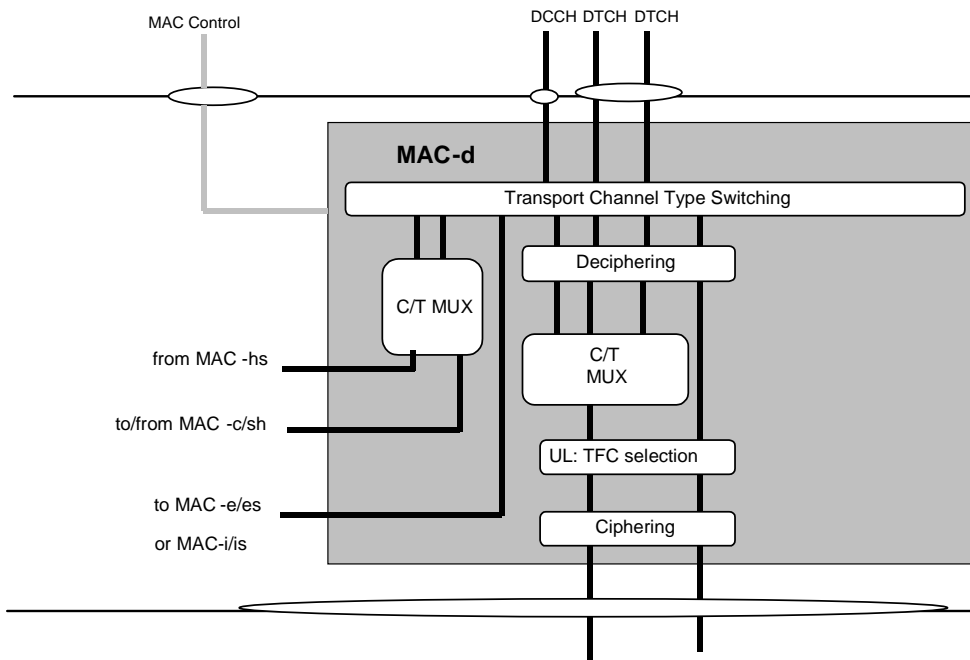 MAC Control
DCCH DTCH DTCH
MAC-d
Transport Channel Type Switching
Deciphering
C/T MUX
from MAC -hs
C/T
MUX
to/from MAC -c/sh
UL: TFC selection
to MAC -e/es
or MAC-i/is
Ciphering